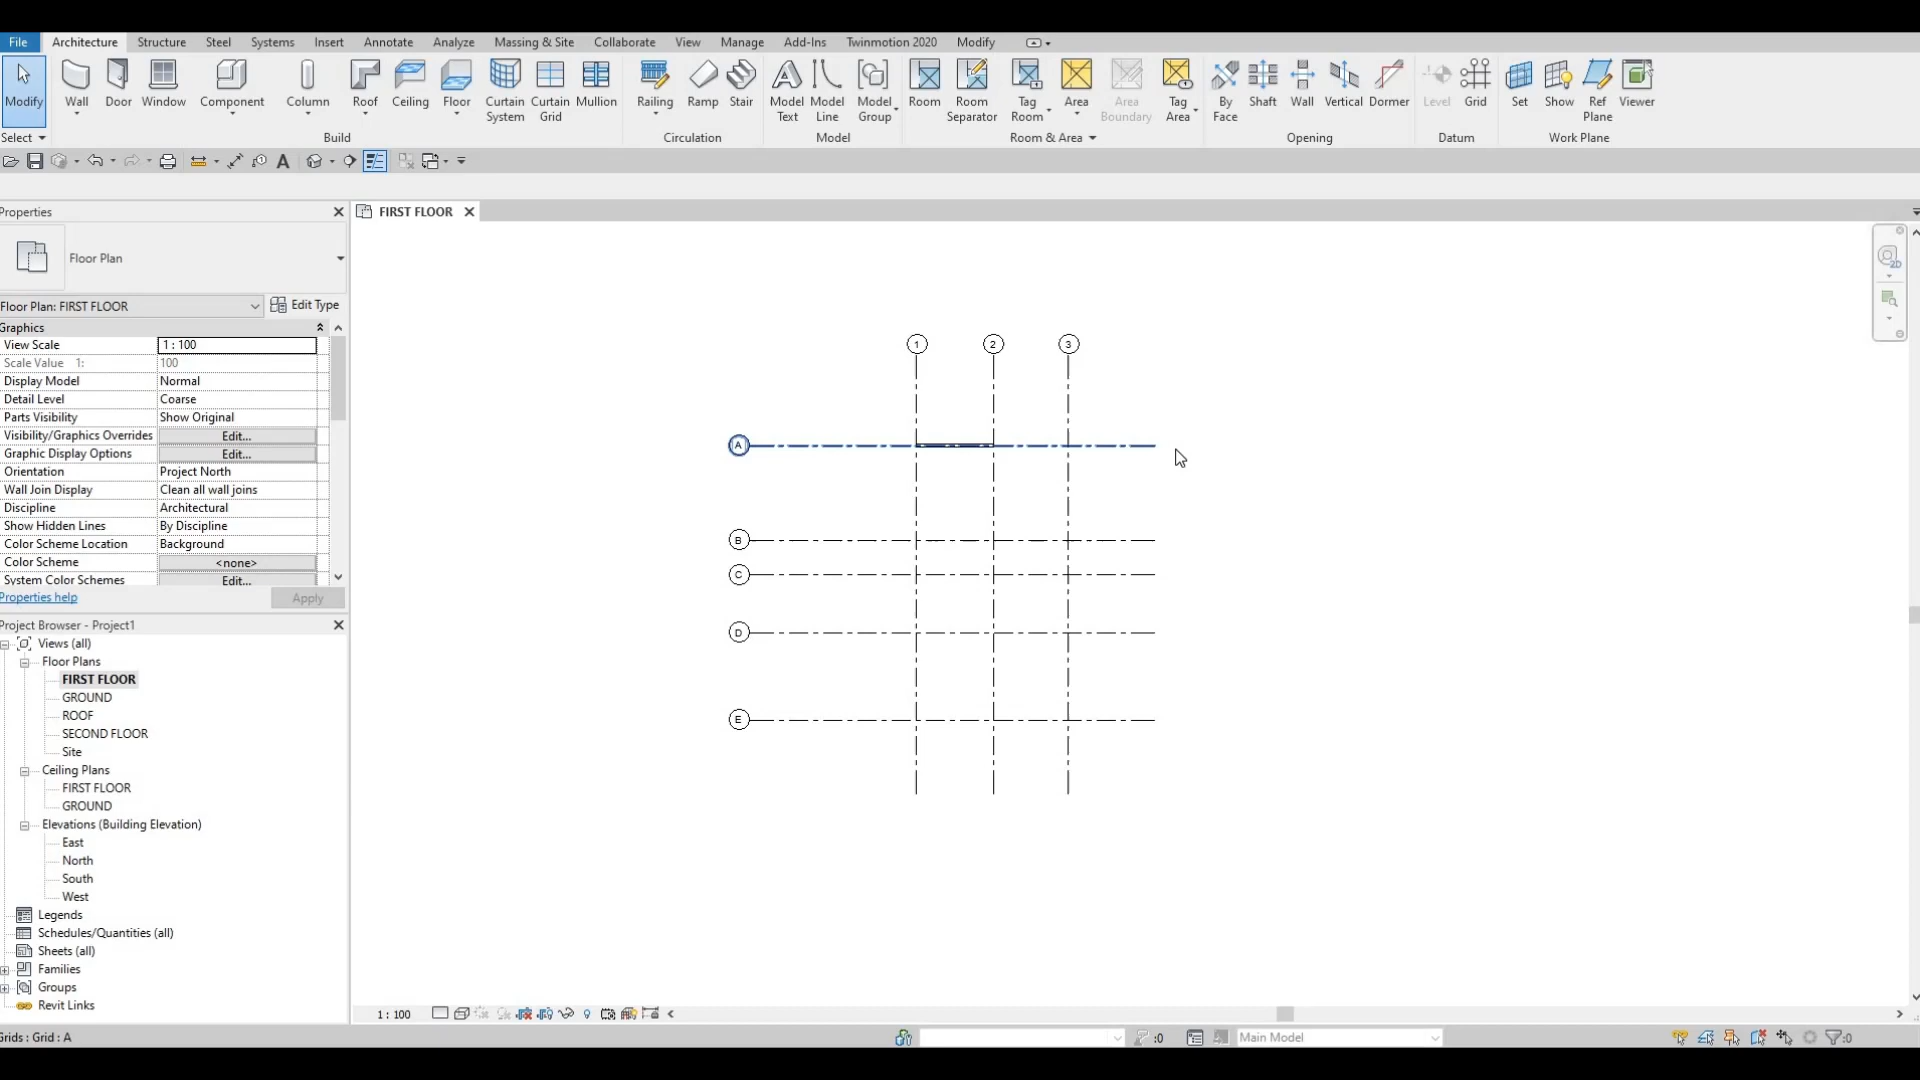 File Architecture Structure Steel Systems Insert Annotate Analyze Massing & Site Collaborate View Manage Add-Ins Twinmotion 2020 Modify
Modify Wall Door Window Component Column Roof Ceiling Floor Curtain System Curtain Grid Mullion Railing Ramp Stair Model Text Model Line Model Group Room Room Separator Tag Room Area Area Boundary Tag Area By Face Shaft Wall Vertical Dormer Level Grid Set Show Ref Plane Viewer
Select Build Circulation Model Room & Area Opening Datum Work Plane
A
Properties
FIRST FLOOR
Floor Plan
Floor Plan: FIRST FLOOR
Edit Type
Graphics
View Scale 1 : 100
Scale Value 1: 100
Display Model Normal
Detail Level Coarse
Parts Visibility Show Original
Visibility/Graphics Overrides Edit...
Graphic Display Options Edit...
Orientation Project North
Wall Join Display Clean all wall joins
Discipline Architectural
Show Hidden Lines By Discipline
Color Scheme Location Background
Color Scheme <none>
System Color Schemes Edit...
Properties help
Apply
Project Browser - Project1
Views (all)
Floor Plans
FIRST FLOOR
GROUND
ROOF
SECOND FLOOR
Site
Ceiling Plans
FIRST FLOOR
GROUND
Elevations (Building Elevation)
East
North
South
West
Legends
Schedules/Quantities (all)
Sheets (all)
Families
Groups
Revit Links
1 2 3
A
B
C
D
E
2D
1 : 100
Grids : Grid : A
:0
Main Model
:0